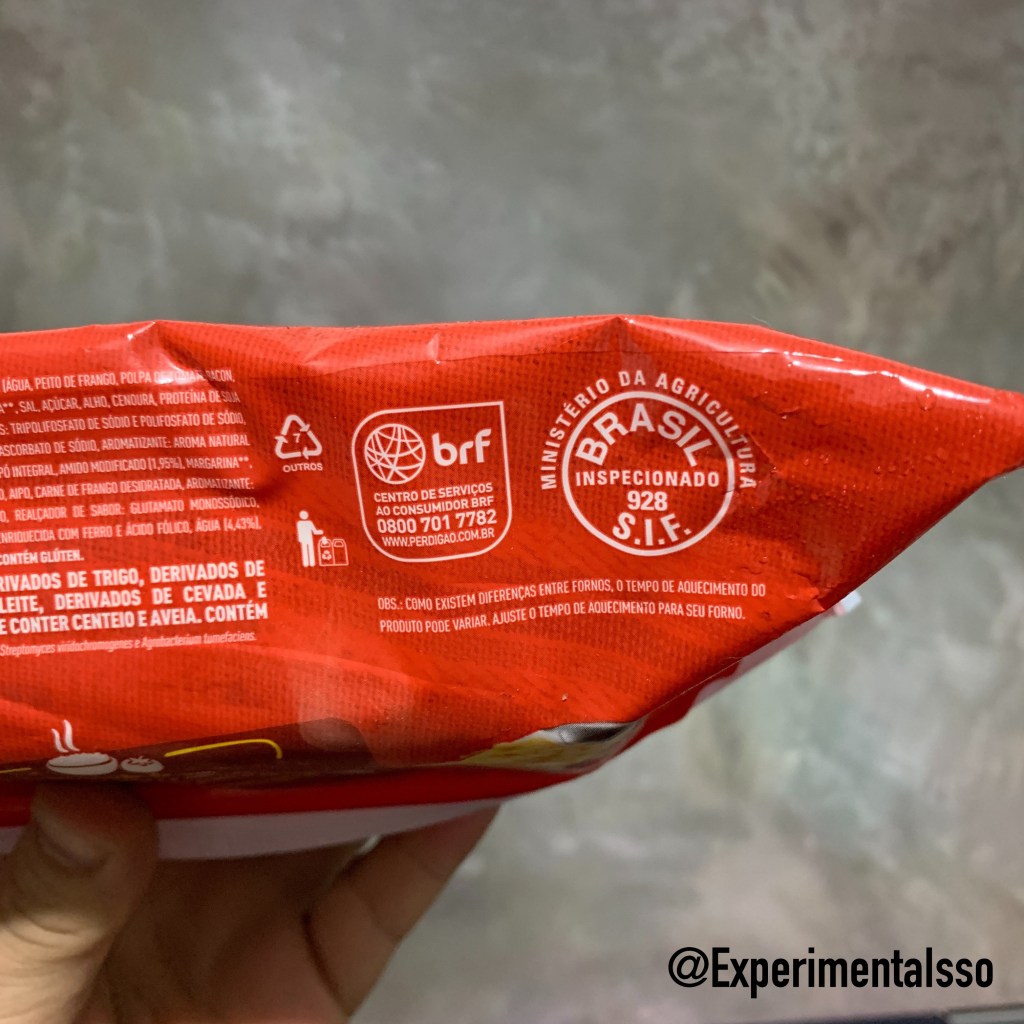 (ÁGUA, PEITO DE FRANGO, POLPA DE TOMATE, BACON,
**, SAL, AÇÚCAR, ALHO, CENOURA, PROTEÍNA DE SOJA
S: TRIPOLIFOSFATO DE SÓDIO E POLIFOSFATO DE SÓDIO,
ASCORBATO DE SÓDIO, AROMATIZANTE: AROMA NATURAL
PÓ INTEGRAL, AMIDO MODIFICADO (1,95%), MARGARINA**,
O, AIPO, CARNE DE FRANGO DESIDRATADA, AROMATIZANTE:
O, REALÇADOR DE SABOR: GLUTAMATO MONOSSÓDICO,
ENRIQUECIDA COM FERRO E ÁCIDO FÓLICO, ÁGUA (4,43%),
CONTÉM GLÚTEN.
RIVADOS DE TRIGO, DERIVADOS DE
LEITE, DERIVADOS DE CEVADA E
E CONTER CENTEIO E AVEIA. CONTÉM
Streptomyces viridochromogenes e Agrobacterium tumefaciens.
7
OUTROS
brf
CENTRO DE SERVIÇOS
AO CONSUMIDOR BRF
0800 701 7782
WWW.PERDIGAO.COM.BR
MINISTÉRIO DA AGRICULTURA
BRASIL
INSPECIONADO
928
S.I.F.
OBS.: COMO EXISTEM DIFERENÇAS ENTRE FORNOS, O TEMPO DE AQUECIMENTO DO
PRODUTO PODE VARIAR. AJUSTE O TEMPO DE AQUECIMENTO PARA SEU FORNO.
@ExperimentaIsso